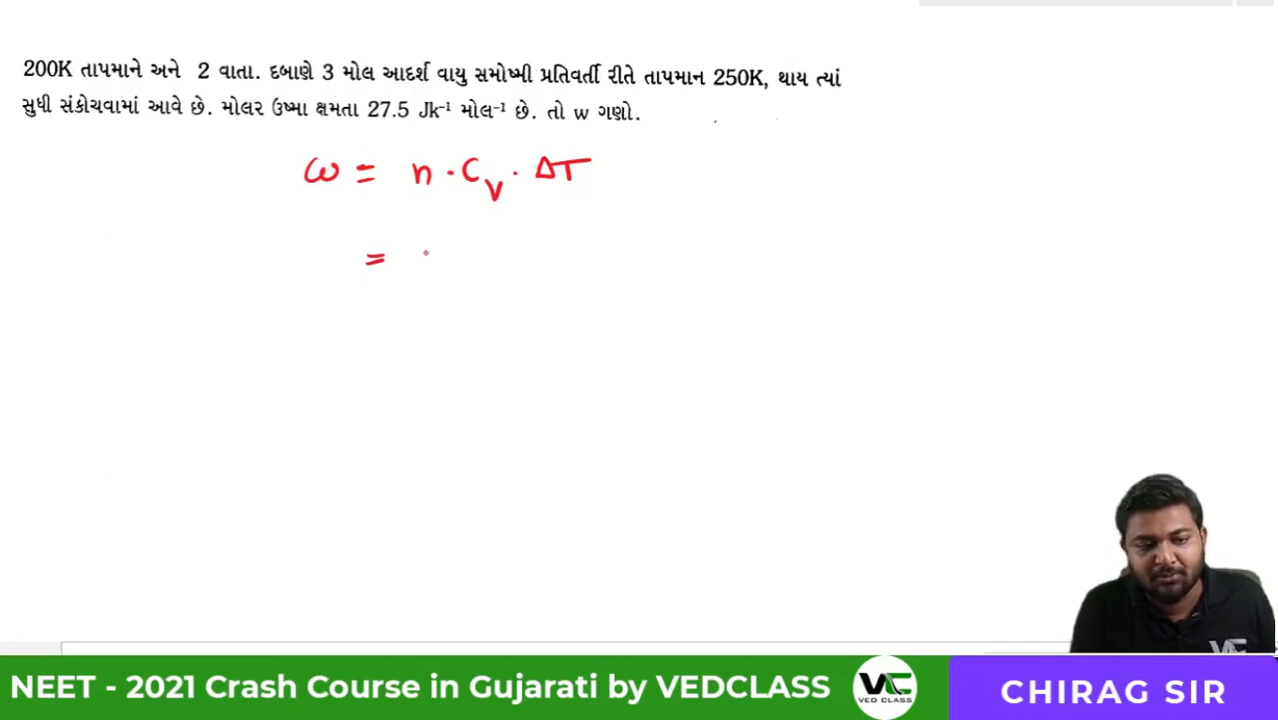 200K તાપમાને અને 2 વાતા. દબાણે 3 મોલ આદર્શ વાયુ સમોષ્મી પ્રતિવર્તી રીતે તાપમાન 250K, થાય ત્યાં
સુધી સંકોચવામાં આવે છે. મોલર ઉષ્મા ક્ષમતા 27.5 Jk⁻¹ મોલ⁻¹ છે. તો w ગણો.
ω = n · Cᵥ · ΔT
=
NEET - 2021 Crash Course in Gujarati by VEDCLASS
VC
VED CLASS
CHIRAG SIR